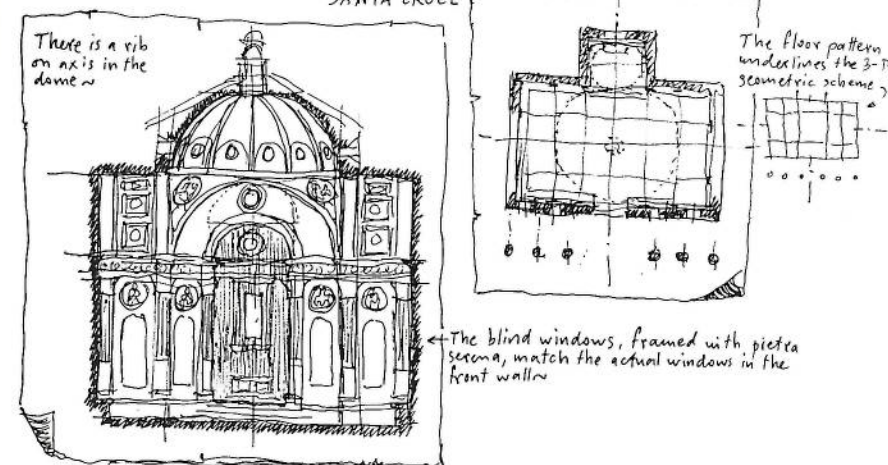 SANTA CROCE
There is a rib
on axis in the
dome~
The floor pattern
underlines the
geometric scheme
The blind windows, framed with pietra
serena, match the actual windows in the
front wall~